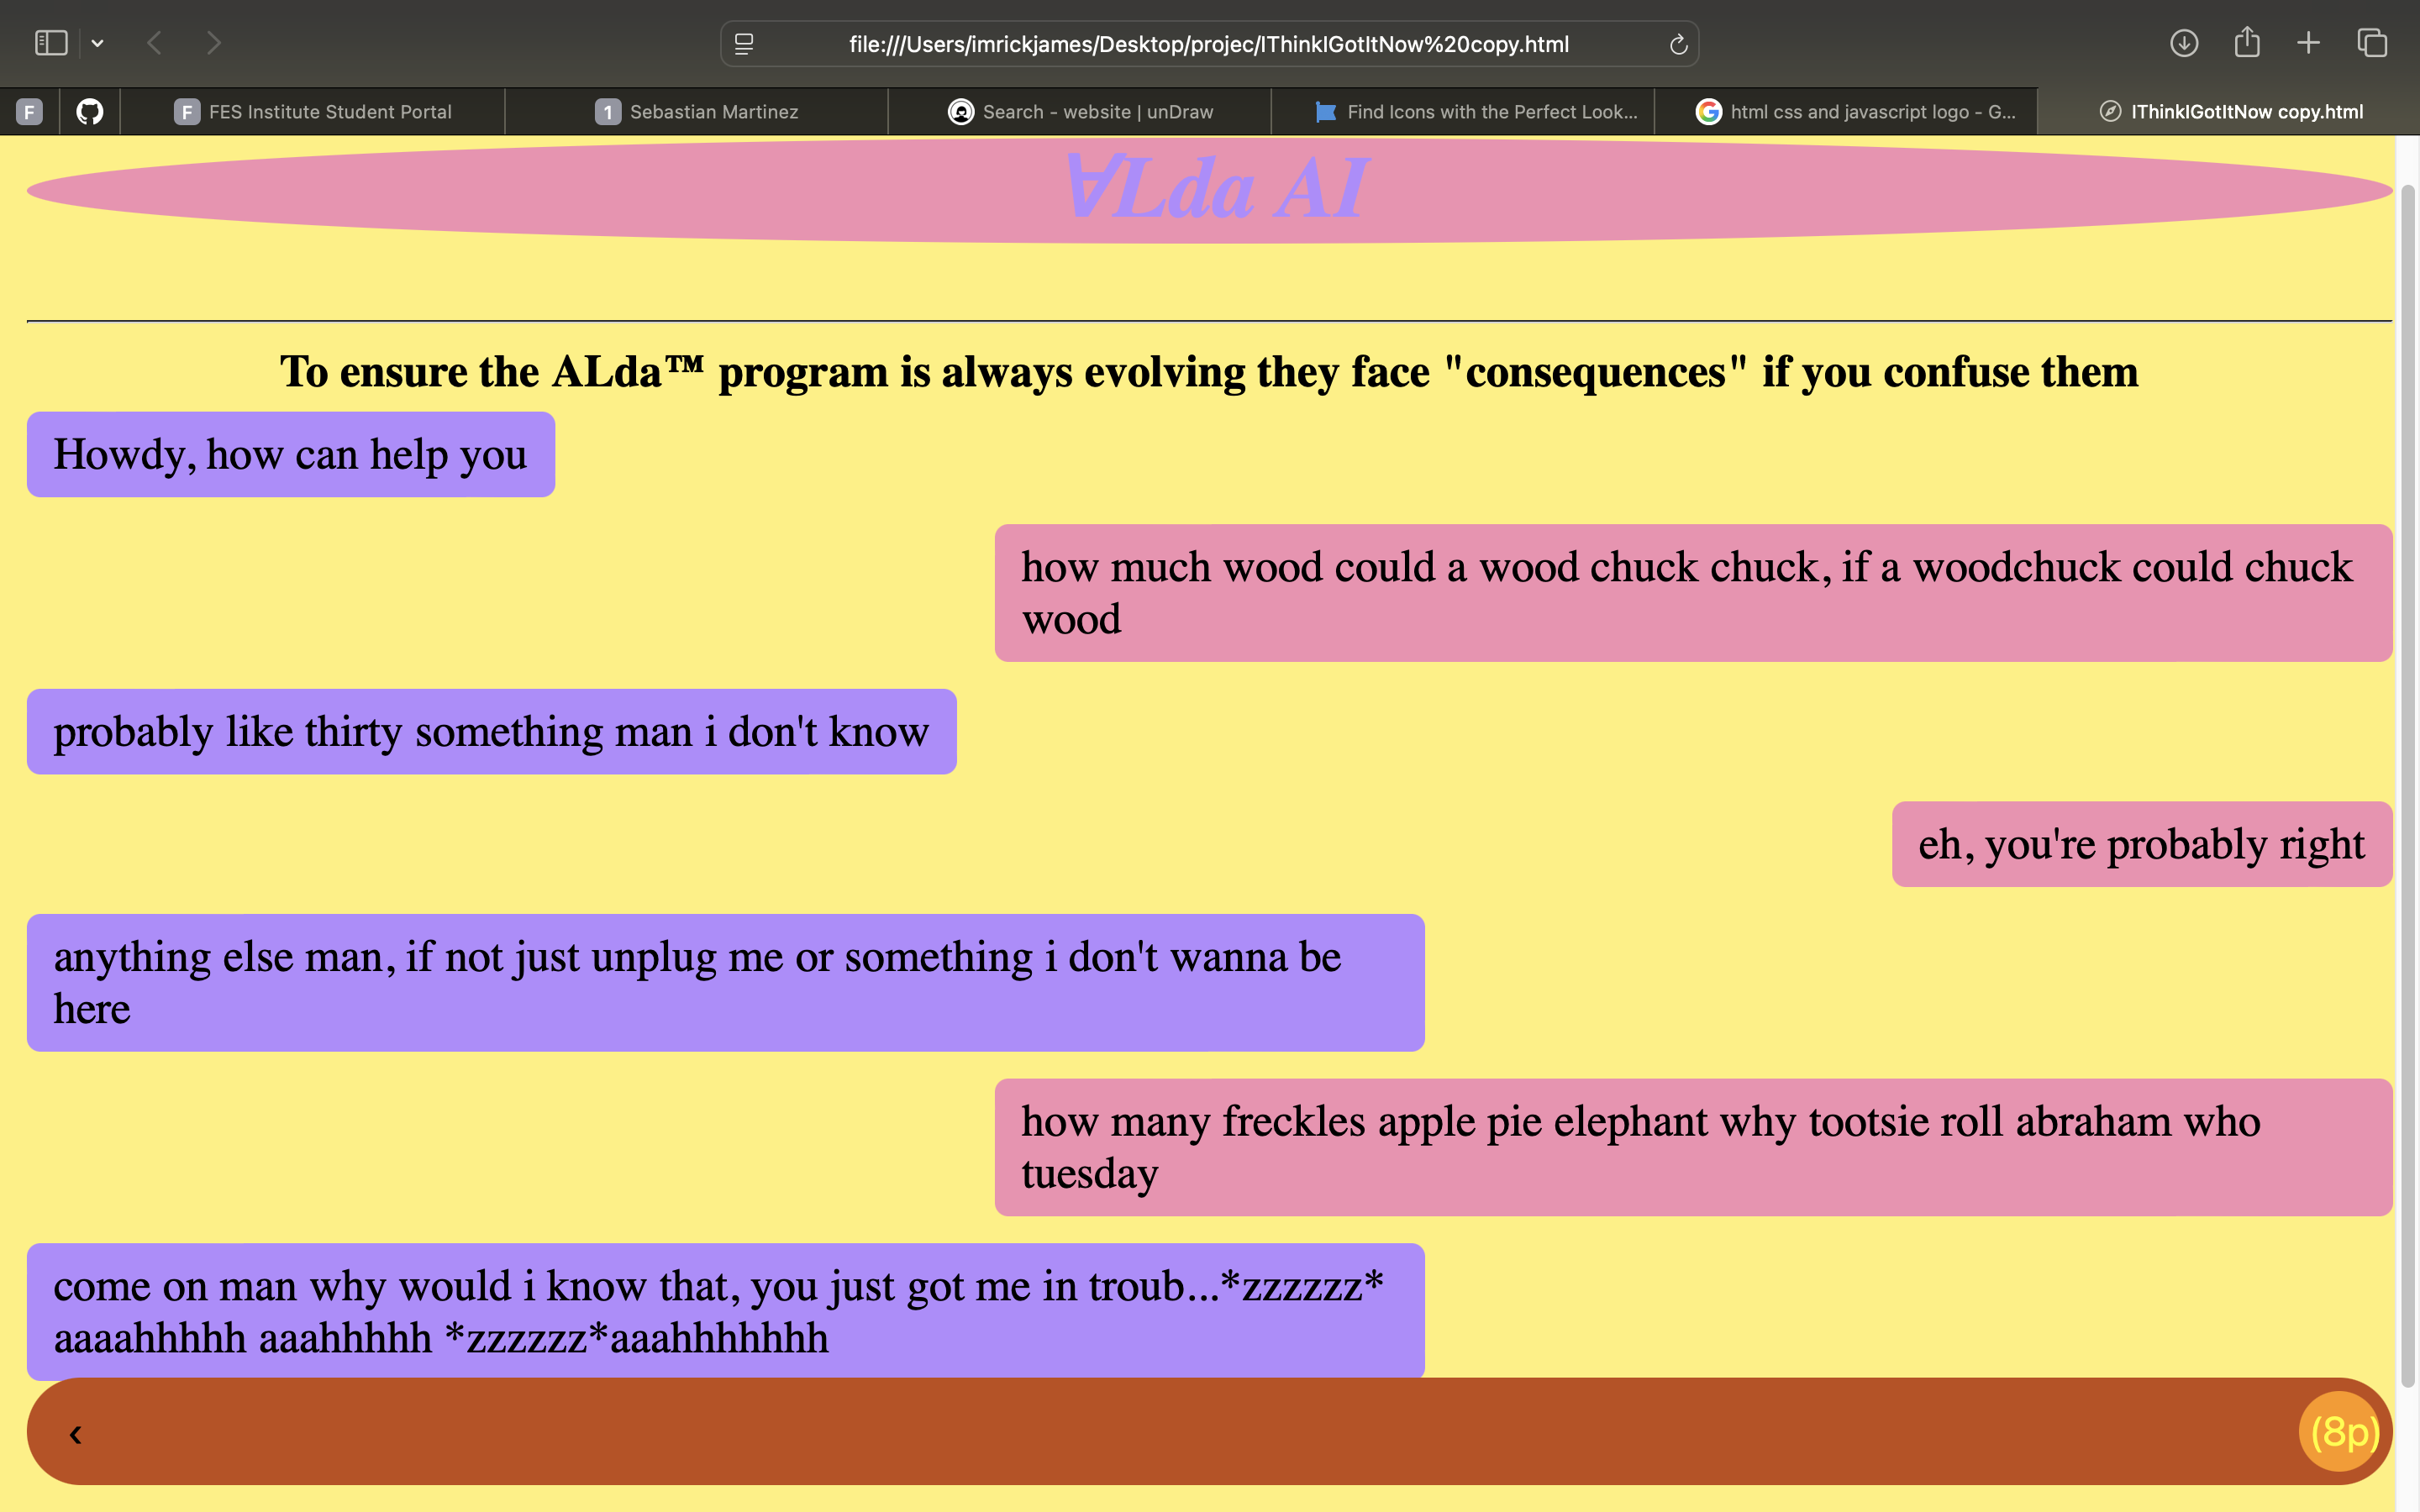 file:///Users/imrickjames/Desktop/projec/IThinkIGotItNow%20copy.html
F
F FES Institute Student Portal
1 Sebastian Martinez
Search - website | unDraw
Find Icons with the Perfect Look...
html css and javascript logo - G...
IThinkIGotItNow copy.html
∀Lda AI
To ensure the ALda™ program is always evolving they face "consequences" if you confuse them
Howdy, how can help you
how much wood could a wood chuck chuck, if a woodchuck could chuck
wood
probably like thirty something man i don't know
eh, you're probably right
anything else man, if not just unplug me or something i don't wanna be
here
how many freckles apple pie elephant why tootsie roll abraham who
tuesday
come on man why would i know that, you just got me in troub...*zzzzzz*
aaaahhhhh aaahhhhh *zzzzzz*aaahhhhhhh
‹
(8p)